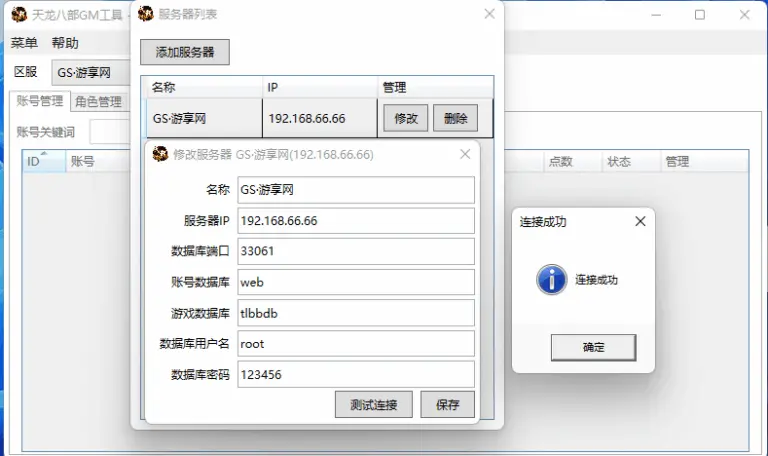 天龙八部GM工具
菜单 帮助
区服 GS·游享网
账号管理 角色管理
账号关键词
ID 账号 点数 状态 管理
服务器列表
添加服务器
名称 IP 管理
GS·游享网 192.168.66.66 修改 删除
修改服务器 GS·游享网(192.168.66.66)
名称 GS·游享网
服务器IP 192.168.66.66
数据库端口 33061
账号数据库 web
游戏数据库 tlbbdb
数据库用户名 root
数据库密码 123456
测试连接 保存
连接成功
连接成功
确定